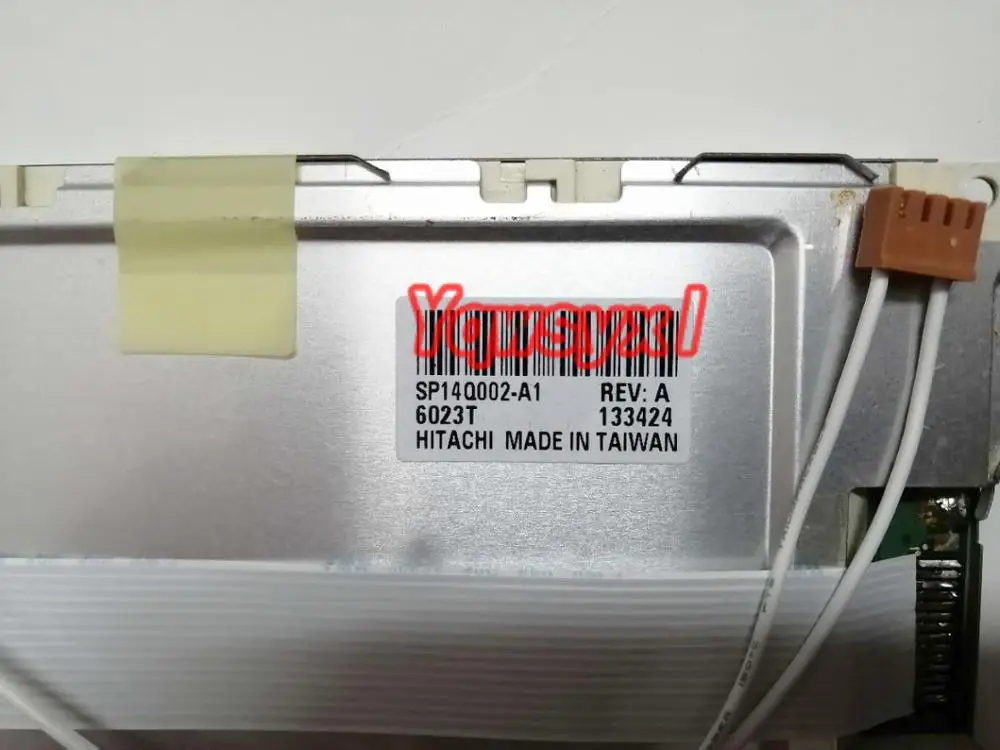 Yqwsyxl
SP14Q002-A1 REV: A
6023T 133424
HITACHI MADE IN TAIWAN